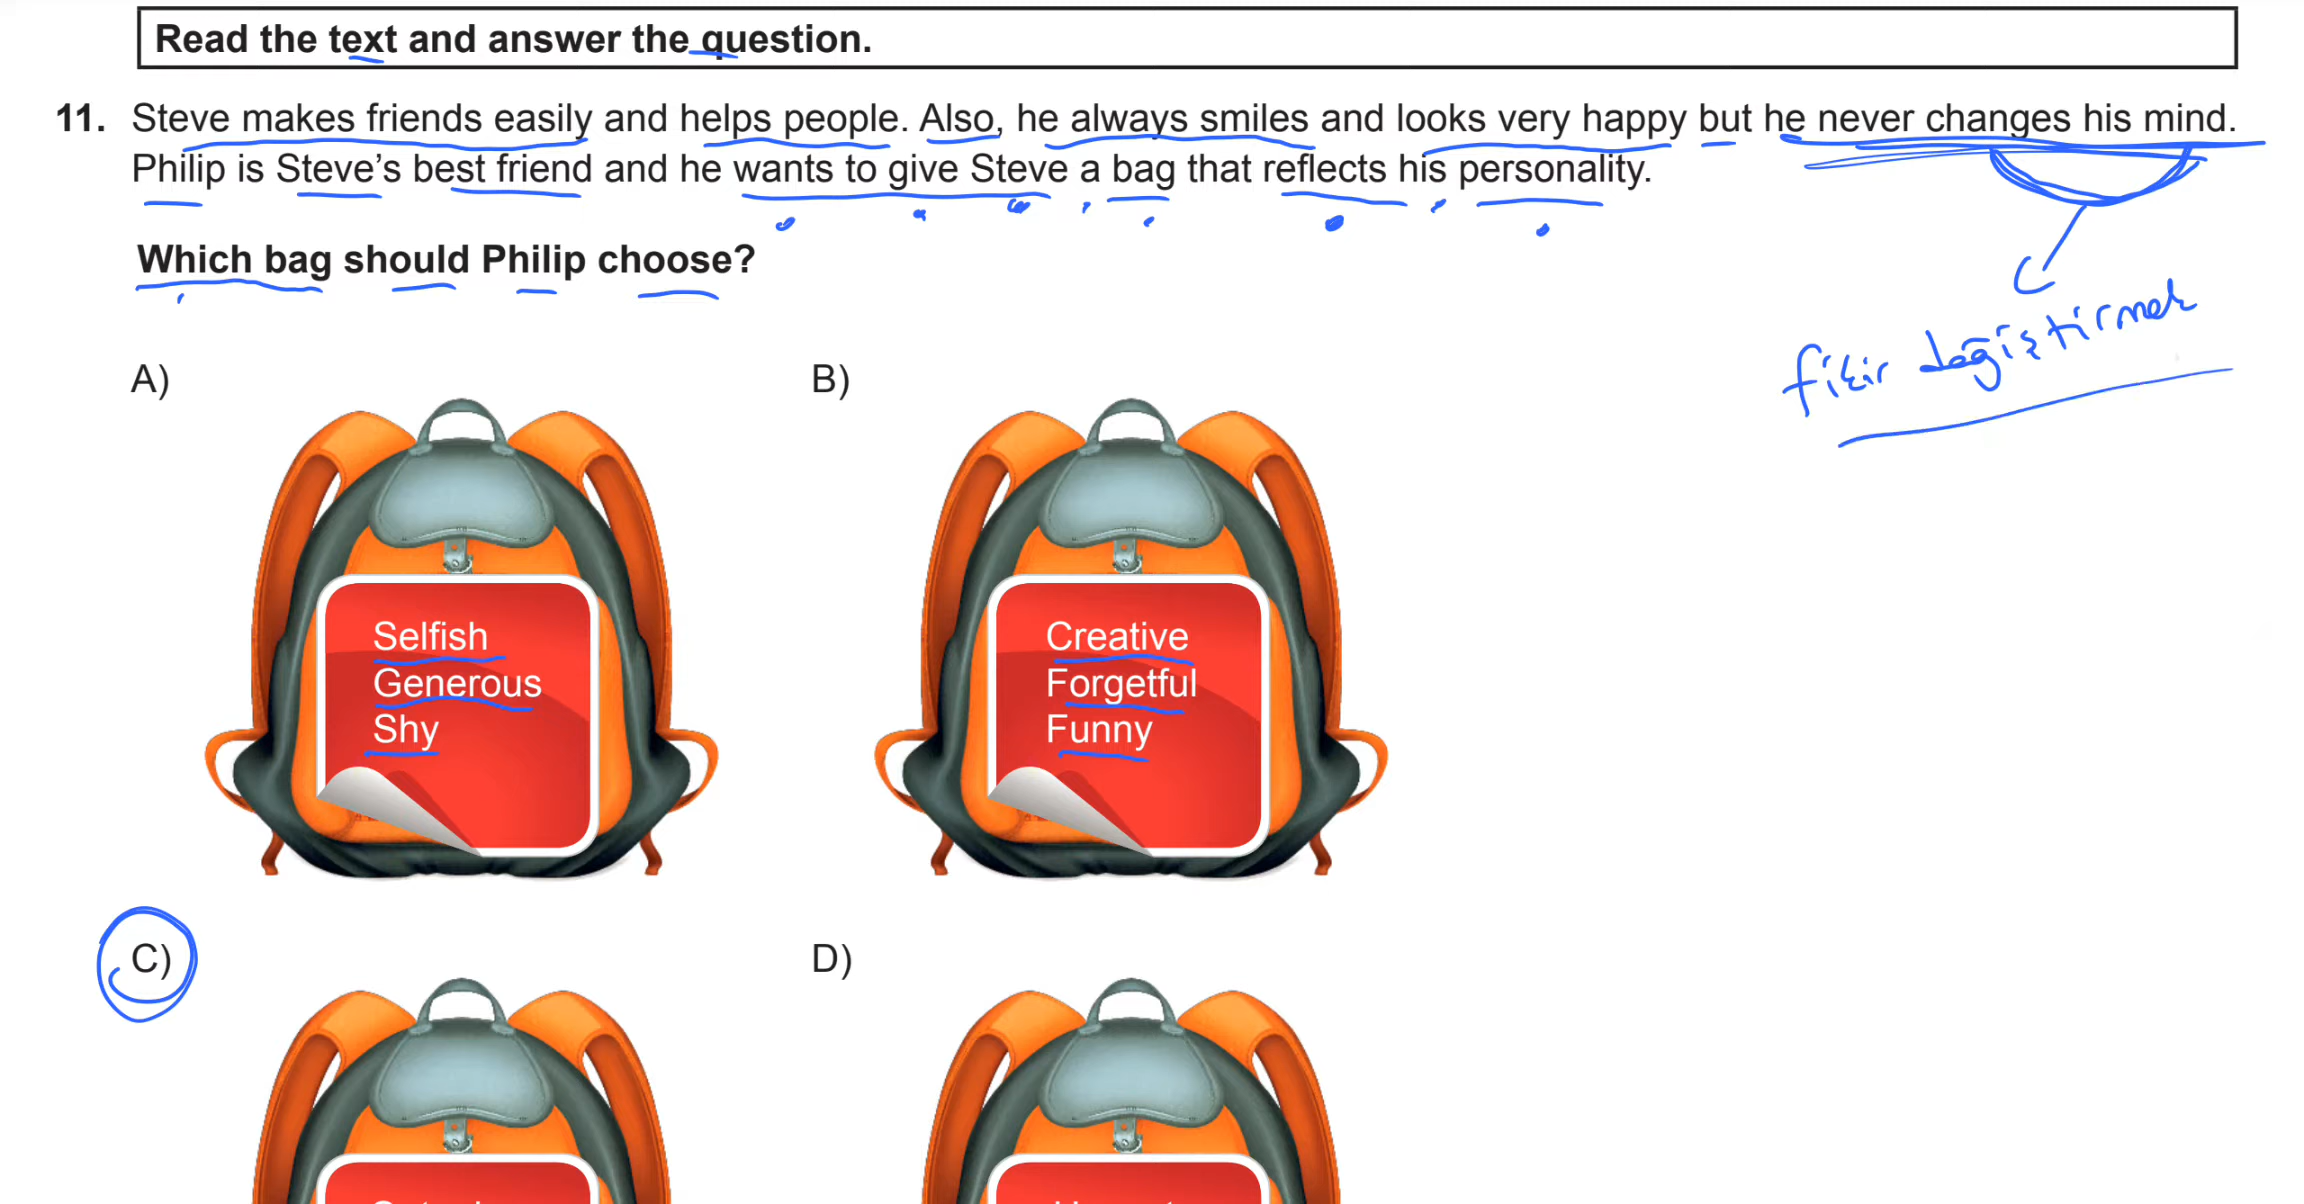 Read the text and answer the question.
11. Steve makes friends easily and helps people. Also, he always smiles and looks very happy but he never changes his mind.
Philip is Steve's best friend and he wants to give Steve a bag that reflects his personality.
Which bag should Philip choose?
fikir değiştirmek
A)
B)
Selfish
Generous
Shy
Creative
Forgetful
Funny
C)
D)